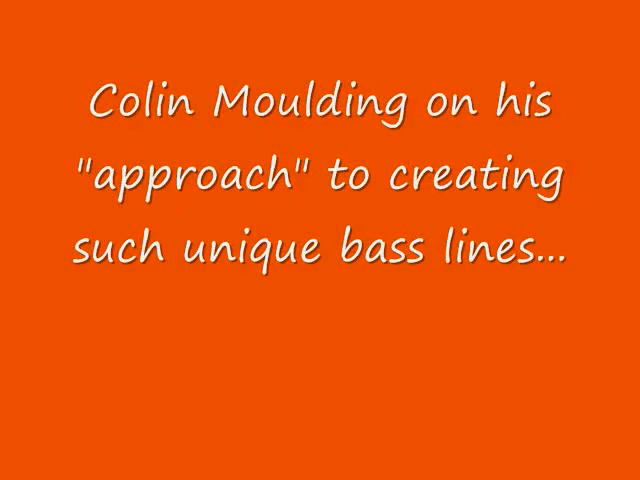 Colin Moulding on his
"approach" to creating
such unique bass lines...